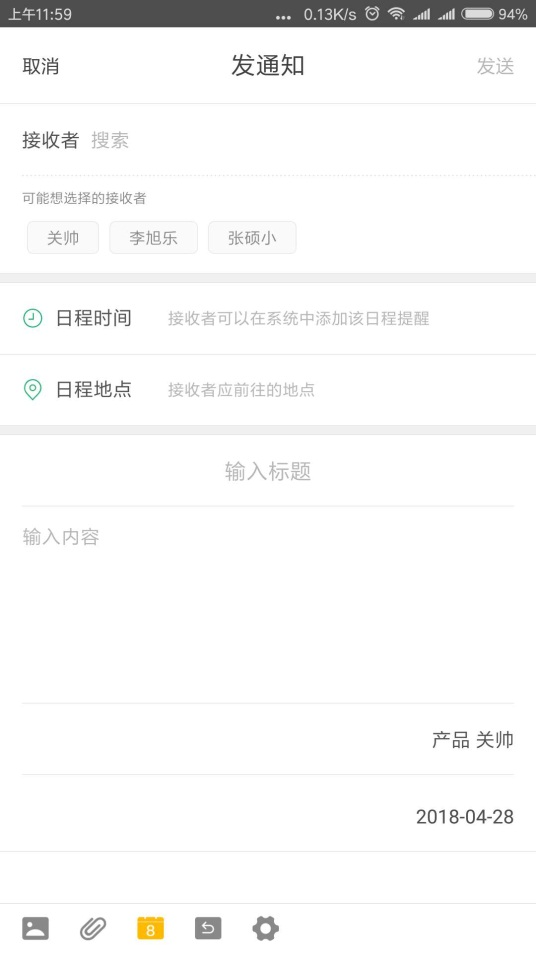 上午11:59 ... 0.13K/s 94%
取消 发通知 发送
接收者 搜索
可能想选择的接收者
关帅 李旭乐 张硕小
日程时间 接收者可以在系统中添加该日程提醒
日程地点 接收者应前往的地点
输入标题
输入内容
产品 关帅
2018-04-28
8